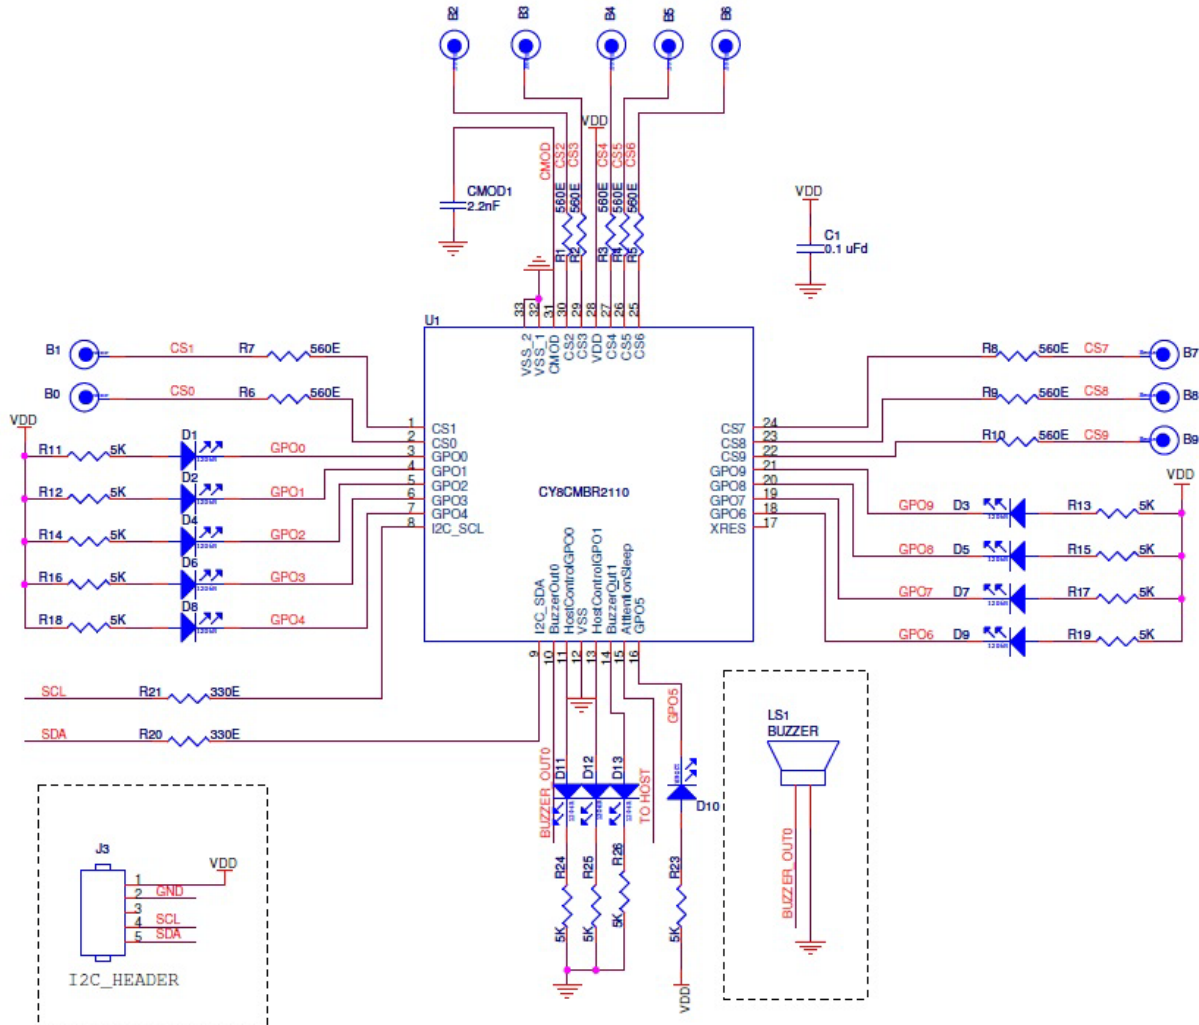 B2
B3
B4
B5
B6
VDD
CMOD
CS2
CS3
CS4
CS5
CS6
CMOD1
2.2nF
560E
560E
560E
560E
560E
R1
R2
R3
R4
R5
VDD
C1
0.1 uFd
33
32
31
30
29
28
27
26
25
U1
VSS_2
VSS_1
CMOD
CS2
CS3
VDD
CS4
CS5
CS6
B1
CS1
R7
560E
B0
CS0
R6
560E
R8
560E
CS7
B7
R9
560E
CS8
B8
R10
560E
CS9
B9
VDD
R11
5K
D1
GPO0
R12
5K
D2
GPO1
R14
5K
D4
GPO2
R16
5K
D6
GPO3
R18
5K
D8
GPO4
1
2
3
4
5
6
7
8
CS1
CS0
GPO0
GPO1
GPO2
GPO3
GPO4
I2C_SCL
CY8CMBR2110
CS7
CS8
CS9
GPO9
GPO8
GPO7
GPO6
XRES
24
23
22
21
20
19
18
17
VDD
GPO9
D3
R13
5K
GPO8
D5
R15
5K
GPO7
D7
R17
5K
GPO6
D9
R19
5K
I2C_SDA
BuzzerOut0
HostControlGPO0
VSS
HostControlGPO1
BuzzerOut1
AttentionSleep
GPO5
9
10
11
12
13
14
15
16
SCL
R21
330E
SDA
R20
330E
BUZZER_OUT0
D11
D12
D13
TO HOST
GPO5
D10
R24
5K
R25
5K
R26
5K
R23
5K
VDD
LS1
BUZZER
BUZZER_OUT0
J3
VDD
1
2
3
4
5
GND
SCL
SDA
I2C_HEADER